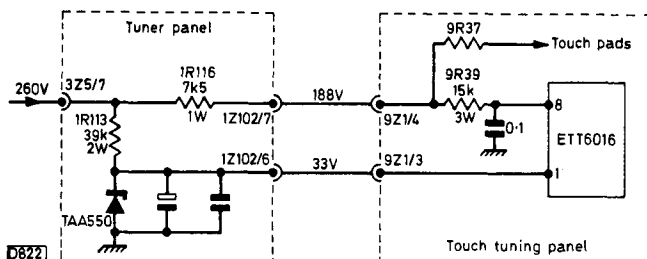 Tuner panel
9R37
Touch pads
260V
3Z5/7
1R116
7k5
1W
1Z102/7
188V
9Z1/4
9R39
15k
3W
8
0·1
ETT6016
1R113
39k
2W
1Z102/6
33V
9Z1/3
1
TAA550
D822
Touch tuning panel